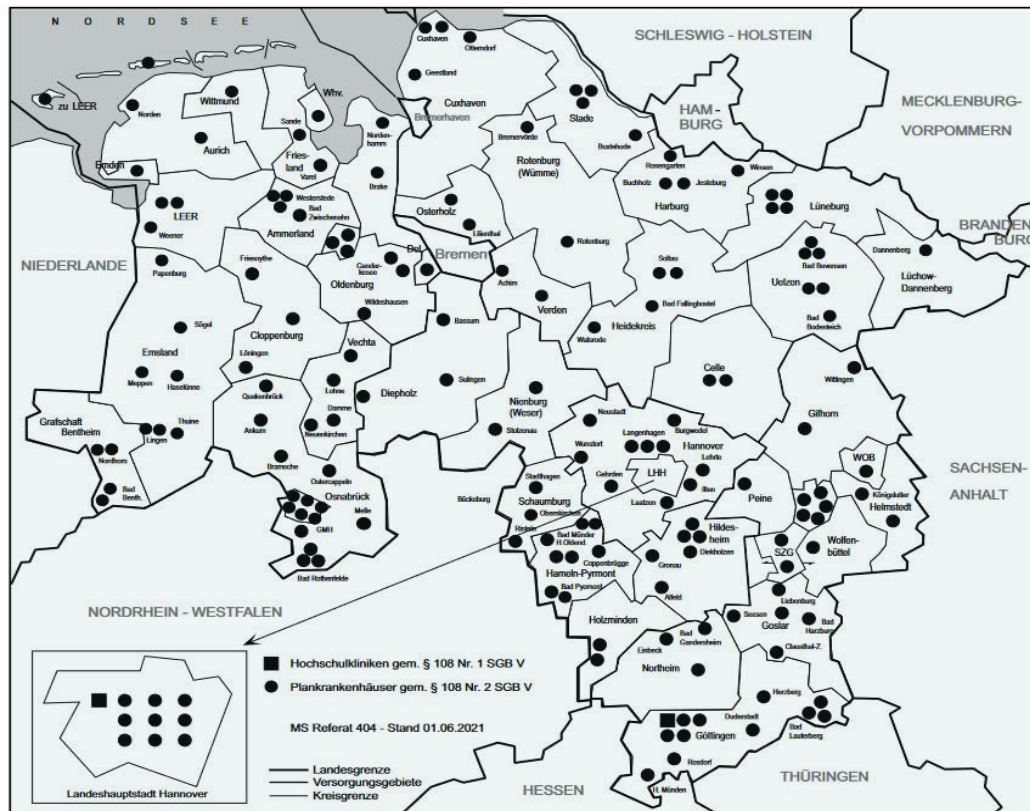 N O R D S E E
SCHLESWIG - HOLSTEIN
HAM -
BURG
MECKLENBURG-
VORPOMMERN
BRANDEN
BURG
SACHSEN-
ANHALT
THÜRINGEN
HESSEN
NORDRHEIN - WESTFALEN
NIEDERLANDE
Bremen
Bremerhaven
Cuxhaven
Otterndorf
Geestland
Cuxhaven
zu LEER
Norden
Wittmund
Aurich
Emden
Whv.
Sande
Fries-
land
Varel
Norden-
hamm
Brake
Stade
Buxtehude
Bremervörde
Rotenburg
(Wümme)
Rotenburg
Osterholz
Lilienthal
Rosengarten
Buchholz
Jesteburg
Harburg
Winsen
Lüneburg
Dannenberg
Lüchow-
Dannenberg
LEER
Weener
Papenburg
Westerstede
Bad
Zwischenahn
Ammerland
Friesoythe
Del.
Gander-
kesee
Oldenburg
Wildeshausen
Achim
Verden
Soltau
Bad Fallingbostel
Heidekreis
Walsrode
Bad Bevensen
Uelzen
Bad
Bodenteich
Sögel
Emsland
Meppen
Haselünne
Cloppenburg
Löningen
Vechta
Lohne
Damme
Neuenkirchen
Quakenbrück
Ankum
Bramsche
Bassum
Diepholz
Sulingen
Stolzenau
Nienburg
(Weser)
Celle
Wittingen
Gifhorn
Grafschaft
Bentheim
Nordhorn
Bad
Benth.
Thuine
Lingen
Ostercappeln
Osnabrück
GMH
Melle
Bad Rothenfelde
Neustadt
Langenhagen
Burgwedel
Hannover
Wunstorf
Lehrte
LHH
Gehrden
Ilten
Laatzen
Peine
WOB
Königslutter
Helmstedt
Wolfen-
büttel
SZG
Stadthagen
Bückeburg
Schaumburg
Obernkirchen
Rinteln
Bad Münder
H.Oldend.
Coppenbrügge
Hameln-Pyrmont
Bad Pyrmont
Hildes-
heim
Diekholzen
Gronau
Alfeld
Holzminden
Liebenburg
Seesen
Goslar
Bad
Harzburg
Clausthal-Z.
Einbeck
Bad
Gandersheim
Northeim
Herzberg
Duderstadt
Bad
Lauterberg
Göttingen
Rosdorf
H. Münden
Hochschulkliniken gem. § 108 Nr. 1 SGB V
Plankrankenhäuser gem. § 108 Nr. 2 SGB V
MS Referat 404 - Stand 01.06.2021
Landesgrenze
Versorgungsgebiete
Kreisgrenze
Landeshauptstadt Hannover